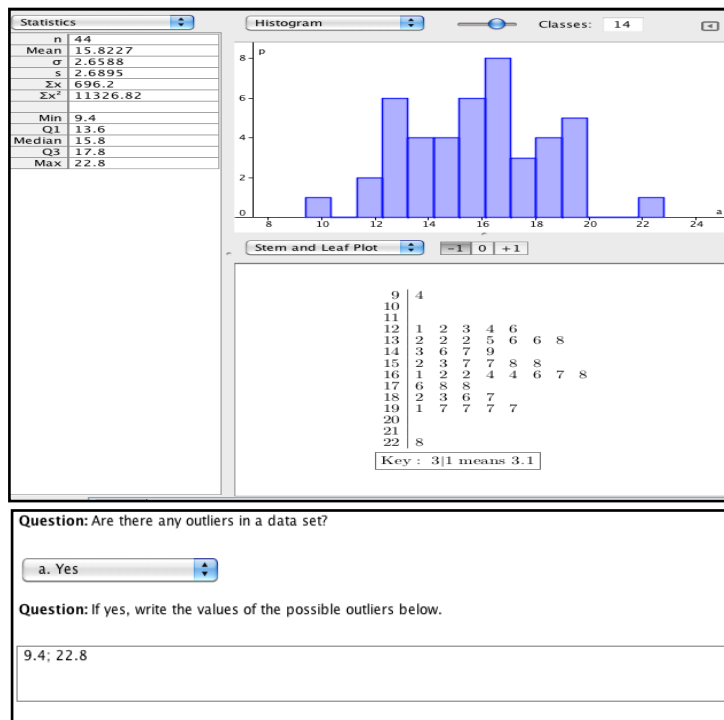 Statistics
n 44
Mean 15.8227
σ 2.6588
s 2.6895
Σx 696.2
Σx² 11326.82
Min 9.4
Q1 13.6
Median 15.8
Q3 17.8
Max 22.8
Histogram Classes: 14
p
8
6
4
2
0
8 10 12 14 16 18 20 22 24
a
Stem and Leaf Plot -1 0 +1
9 4
10
11
12 1 2 3 4 6
13 2 2 2 5 6 6 8
14 3 6 7 9
15 2 3 7 7 8 8
16 1 2 2 4 4 6 7 8
17 6 8 8
18 2 3 6 7
19 1 7 7 7 7
20
21
22 8
Key : 3|1 means 3.1
Question: Are there any outliers in a data set?
a. Yes
Question: If yes, write the values of the possible outliers below.
9.4; 22.8